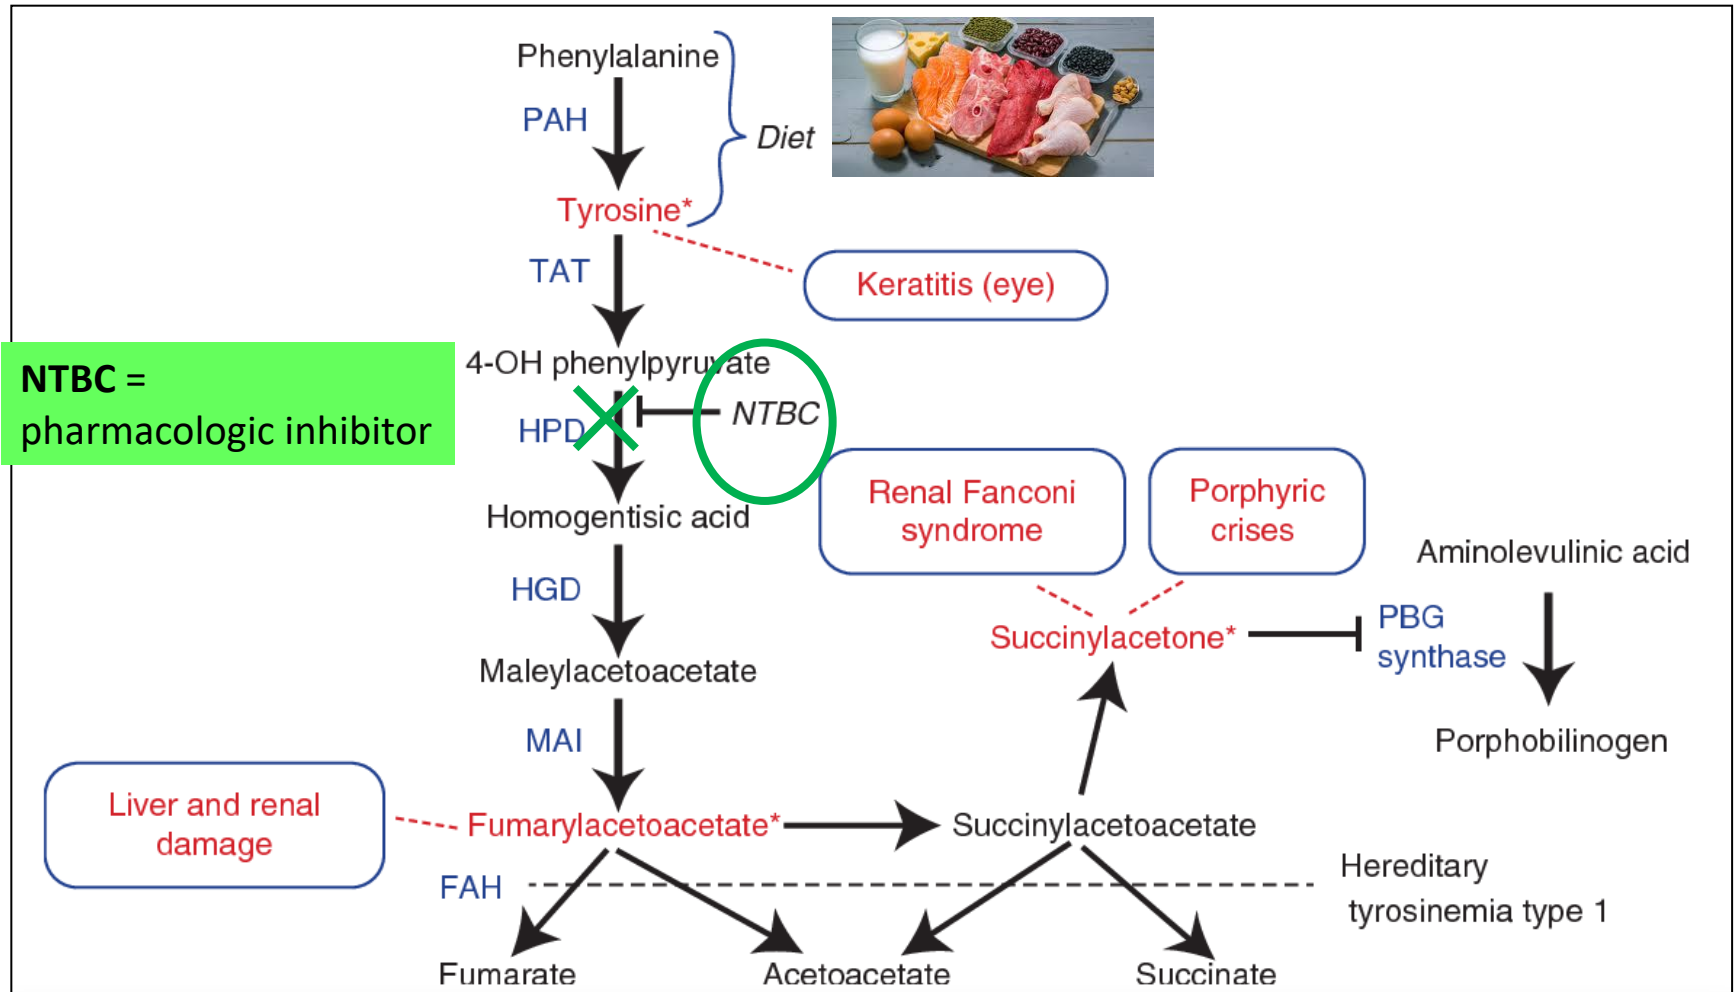 Phenylalanine
PAH
Diet
Tyrosine*
TAT
Keratitis (eye)
4-OH phenylpyruvate
NTBC =
pharmacologic inhibitor
HPD
NTBC
Renal Fanconi
syndrome
Porphyric
crises
Homogentisic acid
Aminolevulinic acid
HGD
Succinylacetone*
PBG
synthase
Maleylacetoacetate
MAI
Porphobilinogen
Liver and renal
damage
Fumarylacetoacetate*
Succinylacetoacetate
FAH
Hereditary
tyrosinemia type 1
Fumarate
Acetoacetate
Succinate